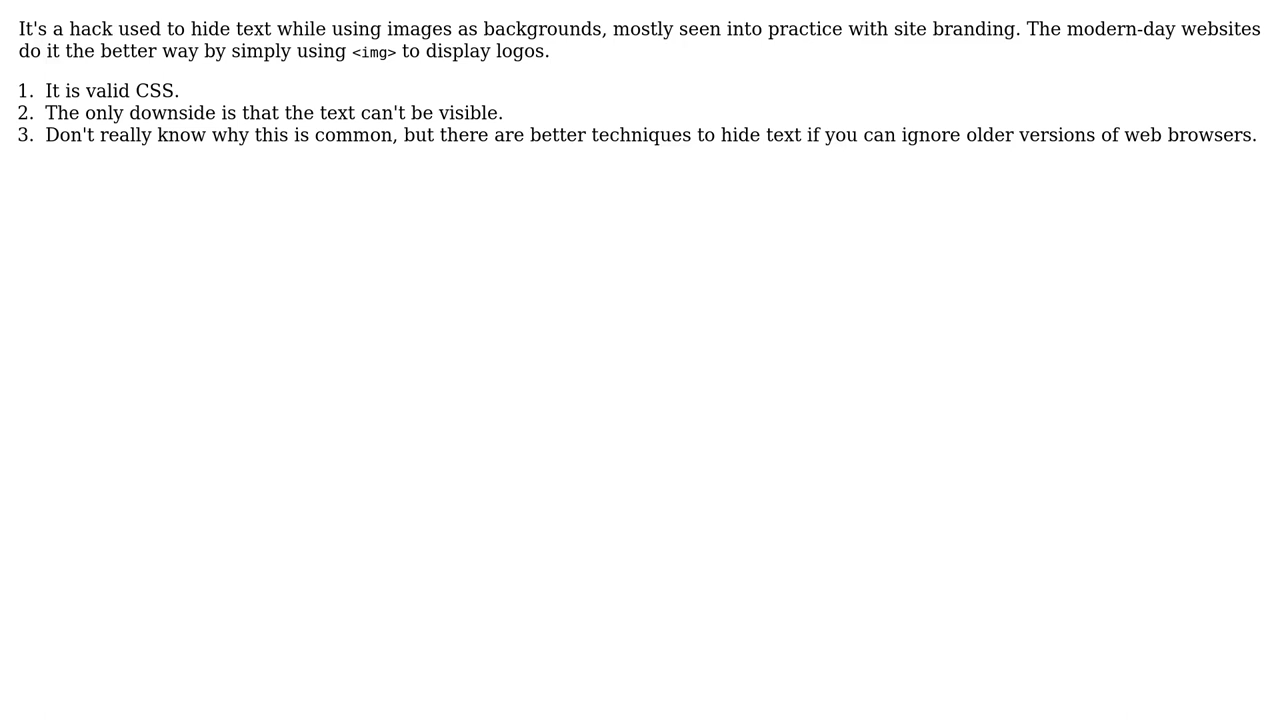 It's a hack used to hide text while using images as backgrounds, mostly seen into practice with site branding. The modern-day websites
do it the better way by simply using <img> to display logos.
1. It is valid CSS.
2. The only downside is that the text can't be visible.
3. Don't really know why this is common, but there are better techniques to hide text if you can ignore older versions of web browsers.